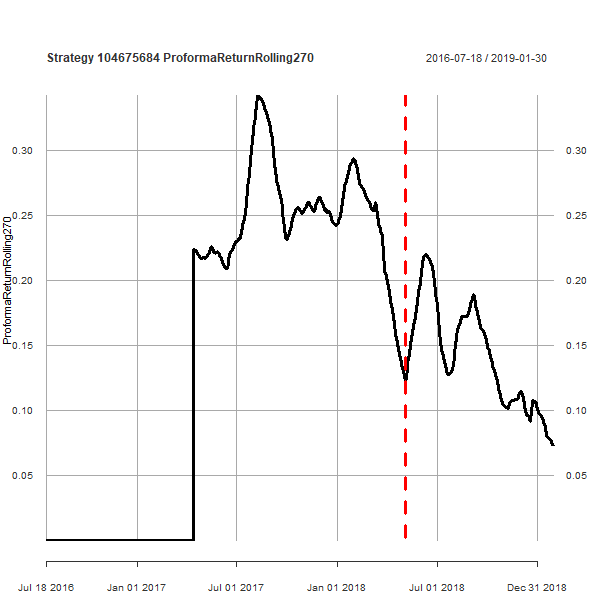 Strategy 104675684 ProformaReturnRolling270
2016-07-18 / 2019-01-30
ProformaReturnRolling270
0.30
0.30
0.25
0.25
0.20
0.20
0.15
0.15
0.10
0.10
0.05
0.05
Jul 18 2016
Jan 01 2017
Jul 01 2017
Jan 01 2018
Jul 01 2018
Dec 31 2018